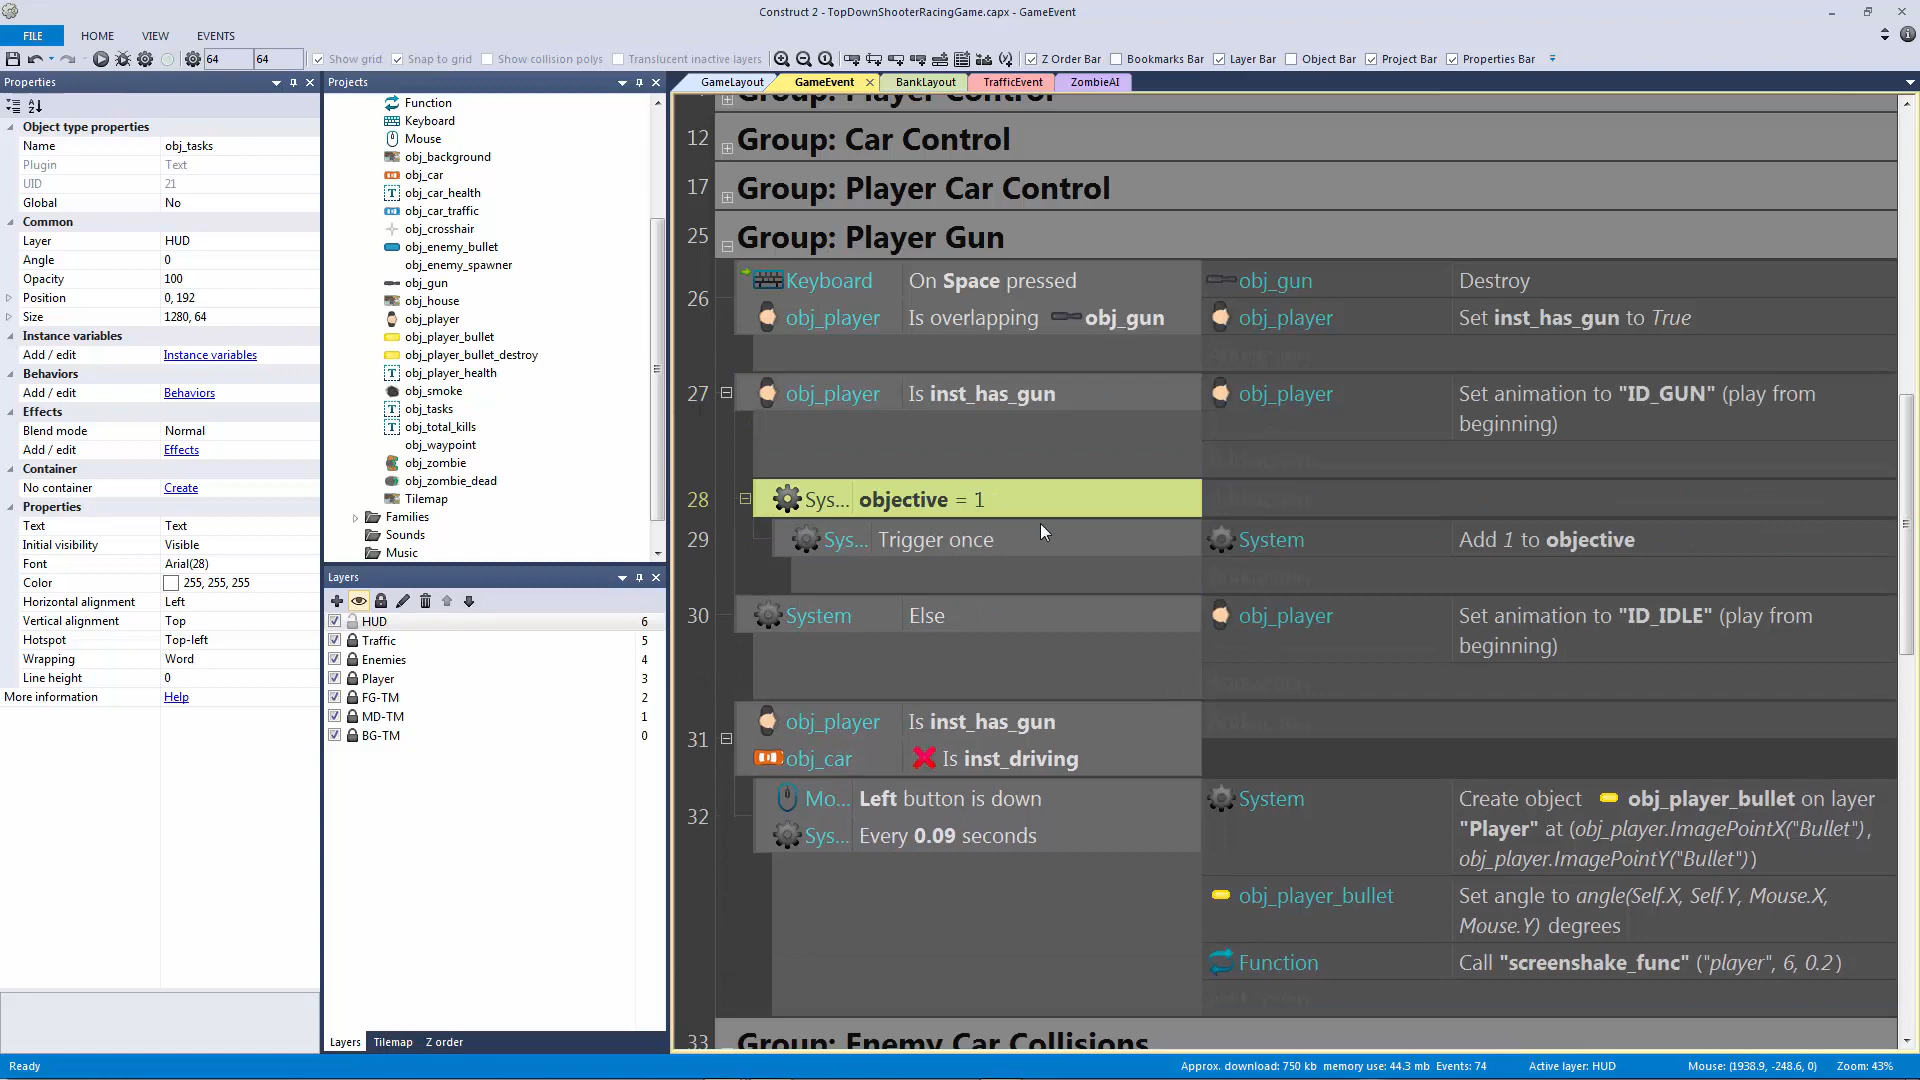 Construct 2 - TopDownShooterRacingGame.capx - GameEvent
FILE HOME VIEW EVENTS
64 64 Show grid Snap to grid Show collision polys Translucent inactive layers Z Order Bar Bookmarks Bar Layer Bar Object Bar Project Bar Properties Bar
Properties
Object type properties
Name obj_tasks
Plugin Text
UID 21
Global No
Common
Layer HUD
Angle 0
Opacity 100
Position 0, 192
Size 1280, 64
Instance variables
Add / edit Instance variables
Behaviors
Add / edit Behaviors
Effects
Blend mode Normal
Add / edit Effects
Container
No container Create
Properties
Text Text
Initial visibility Visible
Font Arial(28)
Color 255, 255, 255
Horizontal alignment Left
Vertical alignment Top
Hotspot Top-left
Wrapping Word
Line height 0
More information Help
Projects
Function
Keyboard
Mouse
obj_background
obj_car
obj_car_health
obj_car_traffic
obj_crosshair
obj_enemy_bullet
obj_enemy_spawner
obj_gun
obj_house
obj_player
obj_player_bullet
obj_player_bullet_destroy
obj_player_health
obj_smoke
obj_tasks
obj_total_kills
obj_waypoint
obj_zombie
obj_zombie_dead
Tilemap
Families
Sounds
Music
Layers
HUD 6
Traffic 5
Enemies 4
Player 3
FG-TM 2
MD-TM 1
BG-TM 0
Layers Tilemap Z order
GameLayout GameEvent BankLayout TrafficEvent ZombieAI
Group: Player Control
12 Group: Car Control
17 Group: Player Car Control
25 Group: Player Gun
26 Keyboard On Space pressed obj_gun Destroy
obj_player Is overlapping obj_gun obj_player Set inst_has_gun to True
27 obj_player Is inst_has_gun obj_player Set animation to "ID_GUN" (play from
beginning)
28 Sys... objective = 1
29 Sys... Trigger once System Add 1 to objective
30 System Else obj_player Set animation to "ID_IDLE" (play from
beginning)
31 obj_player Is inst_has_gun
obj_car Is inst_driving
32 Mo... Left button is down System Create object obj_player_bullet on layer
"Player" at (obj_player.ImagePointX("Bullet"),
Sys... Every 0.09 seconds
obj_player.ImagePointY("Bullet"))
obj_player_bullet Set angle to angle(Self.X, Self.Y, Mouse.X,
Mouse.Y) degrees
Function Call "screenshake_func" ("player", 6, 0.2)
33 Group: Enemy Car Collisions
Ready Approx. download: 750 kb memory use: 44.3 mb Events: 74 Active layer: HUD Mouse: (1938.9, -248.6, 0) Zoom: 43%